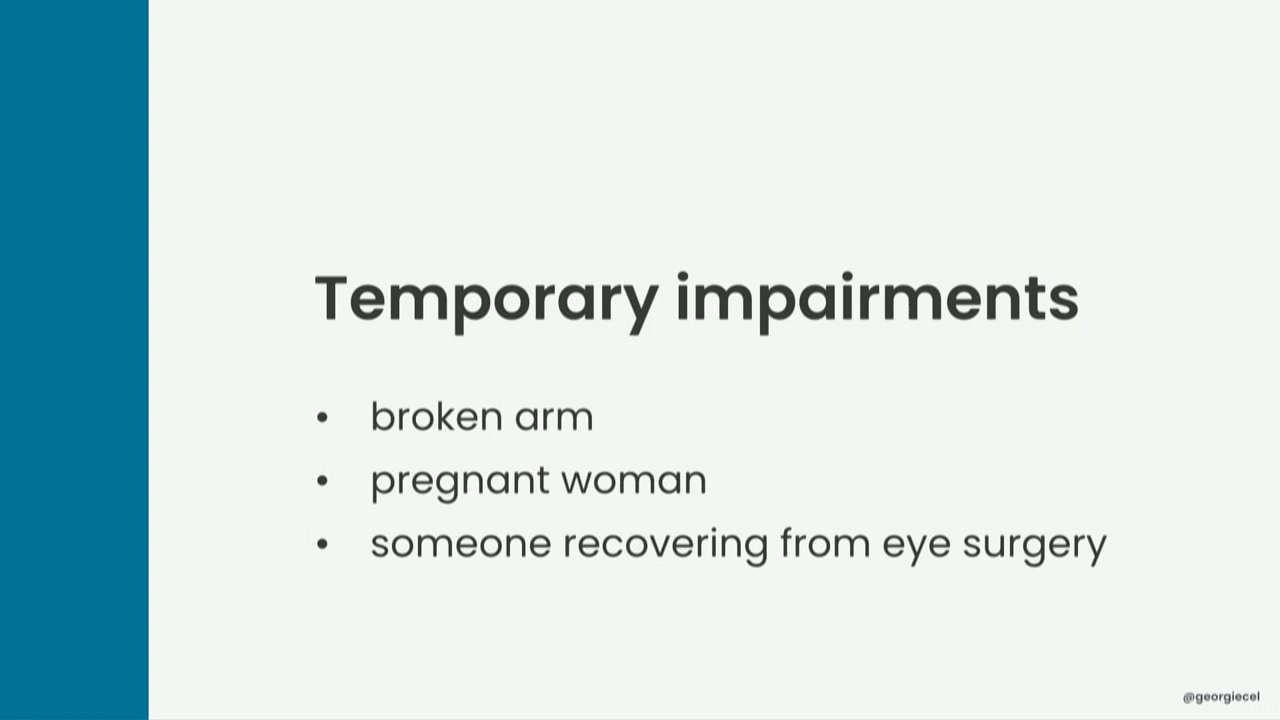 Temporary impairments
• broken arm
• pregnant woman
• someone recovering from eye surgery
@georgiecel